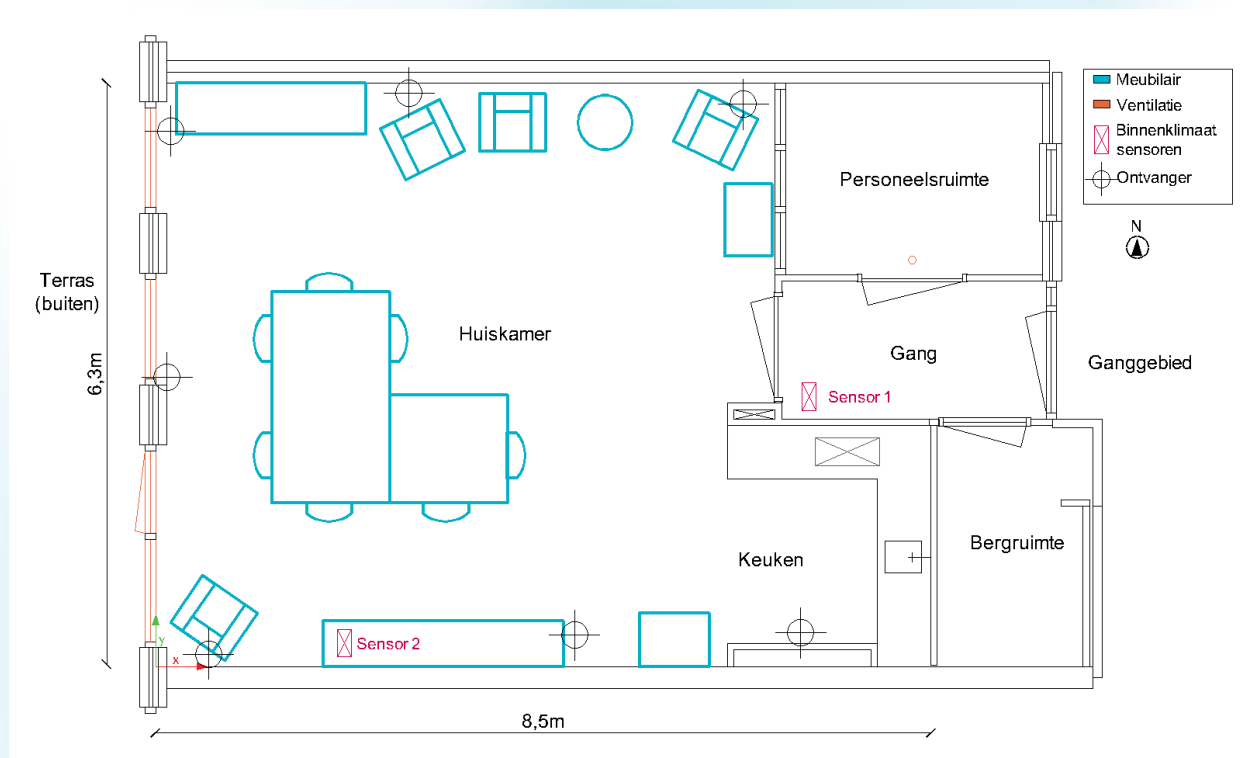 Meubilair
Ventilatie
Binnenklimaat
sensoren
Ontvanger
N
Personeelsruimte
Terras
(buiten)
6,3m
Huiskamer
Gang
Ganggebied
Sensor 1
Keuken
Bergruimte
Sensor 2
y
x
8,5m